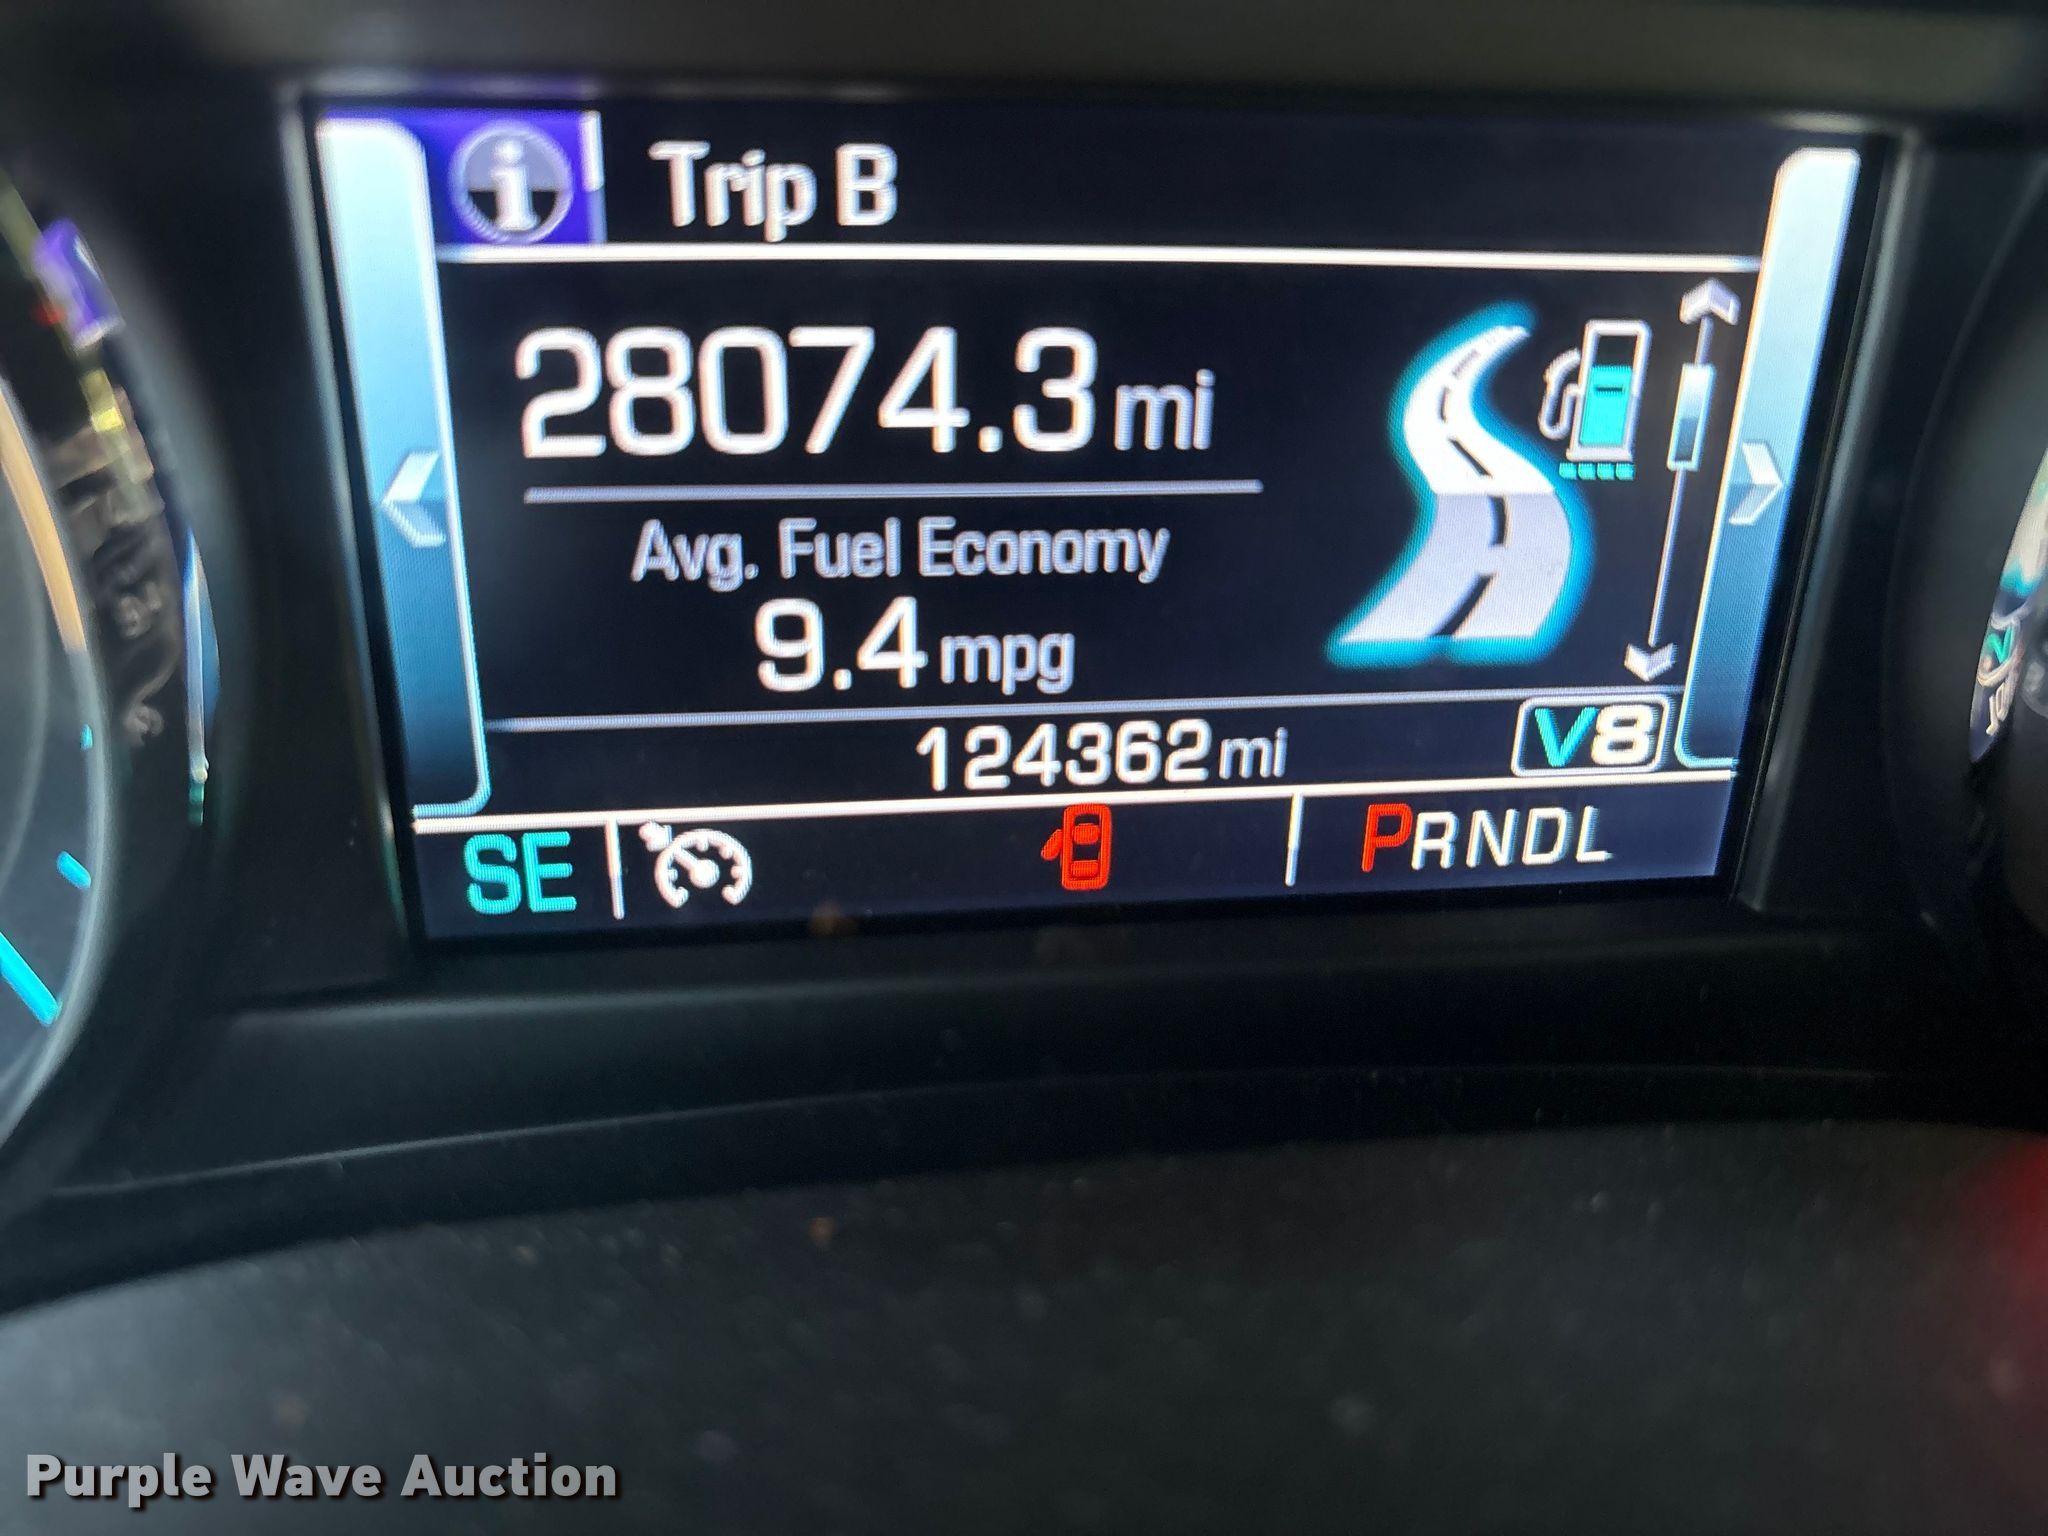 Trip B
28074.3 mi
Avg. Fuel Economy
9.4 mpg
124362 mi
V8
SE
PRNDL
Purple Wave Auction